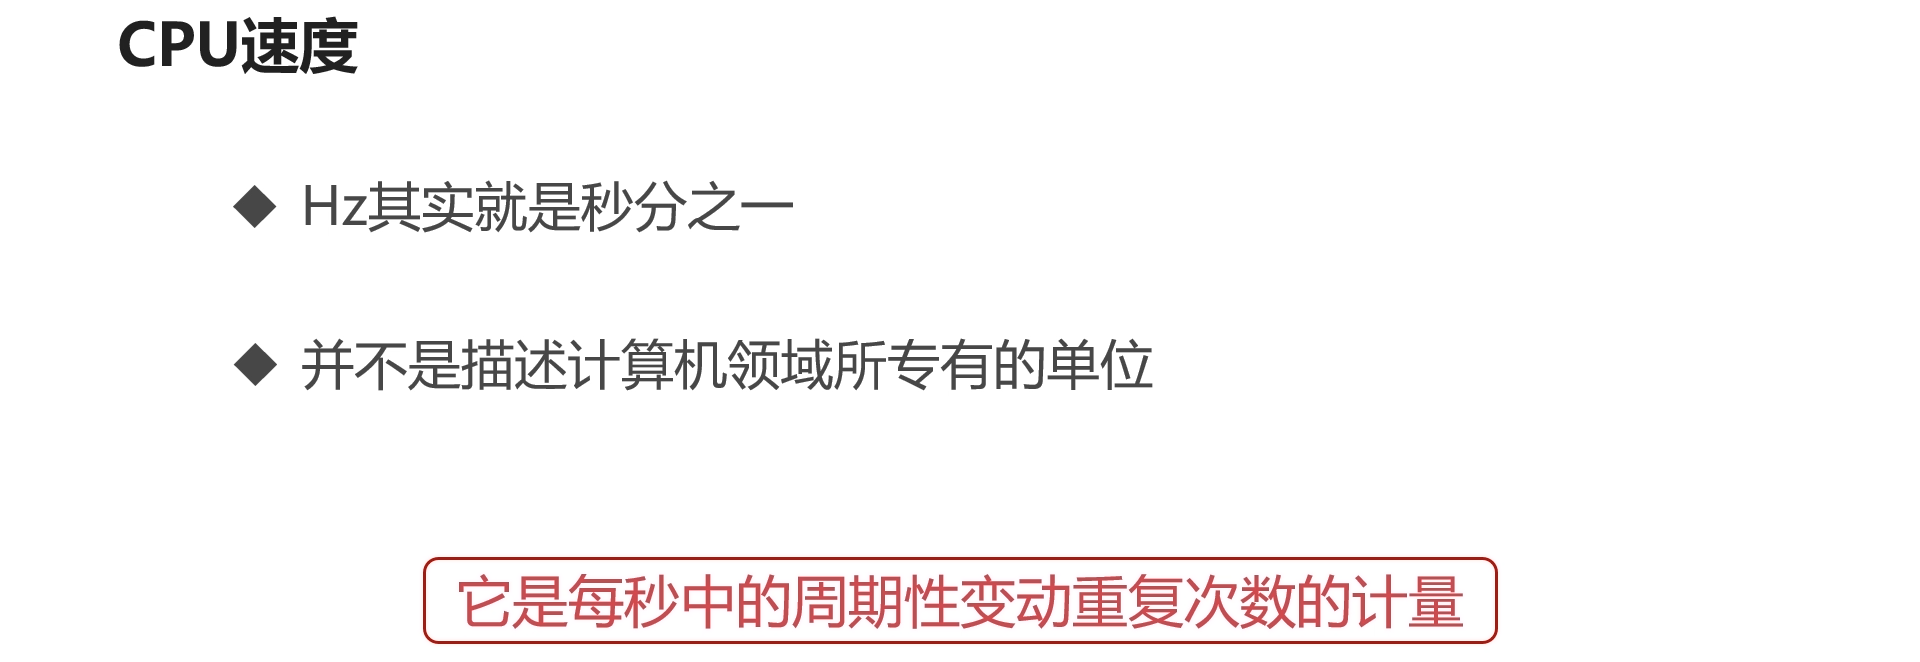 CPU速度
◆ Hz其实就是秒分之一
◆ 并不是描述计算机领域所专有的单位
它是每秒中的周期性变动重复次数的计量